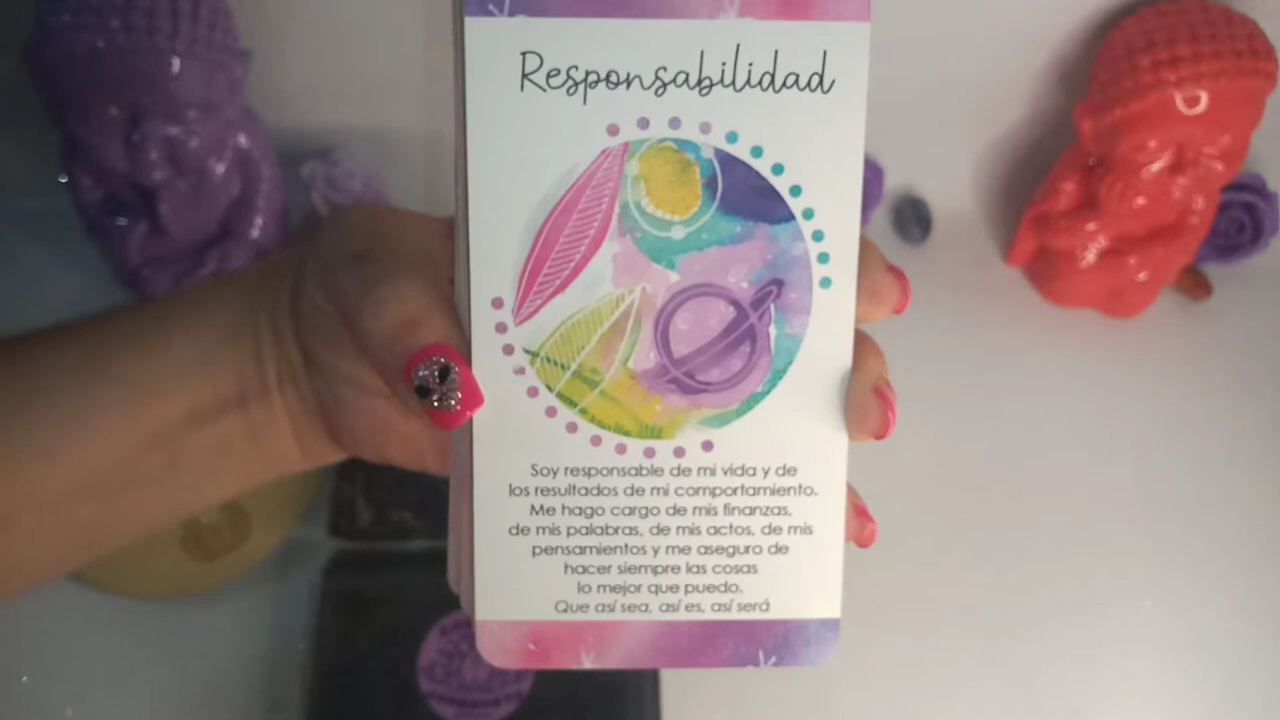 Responsabilidad
Soy responsable de mi vida y de
los resultados de mi comportamiento.
Me hago cargo de mis finanzas,
de mis palabras, de mis actos, de mis
pensamientos y me aseguro de
hacer siempre las cosas
lo mejor que puedo.
Que así sea, así es, así será